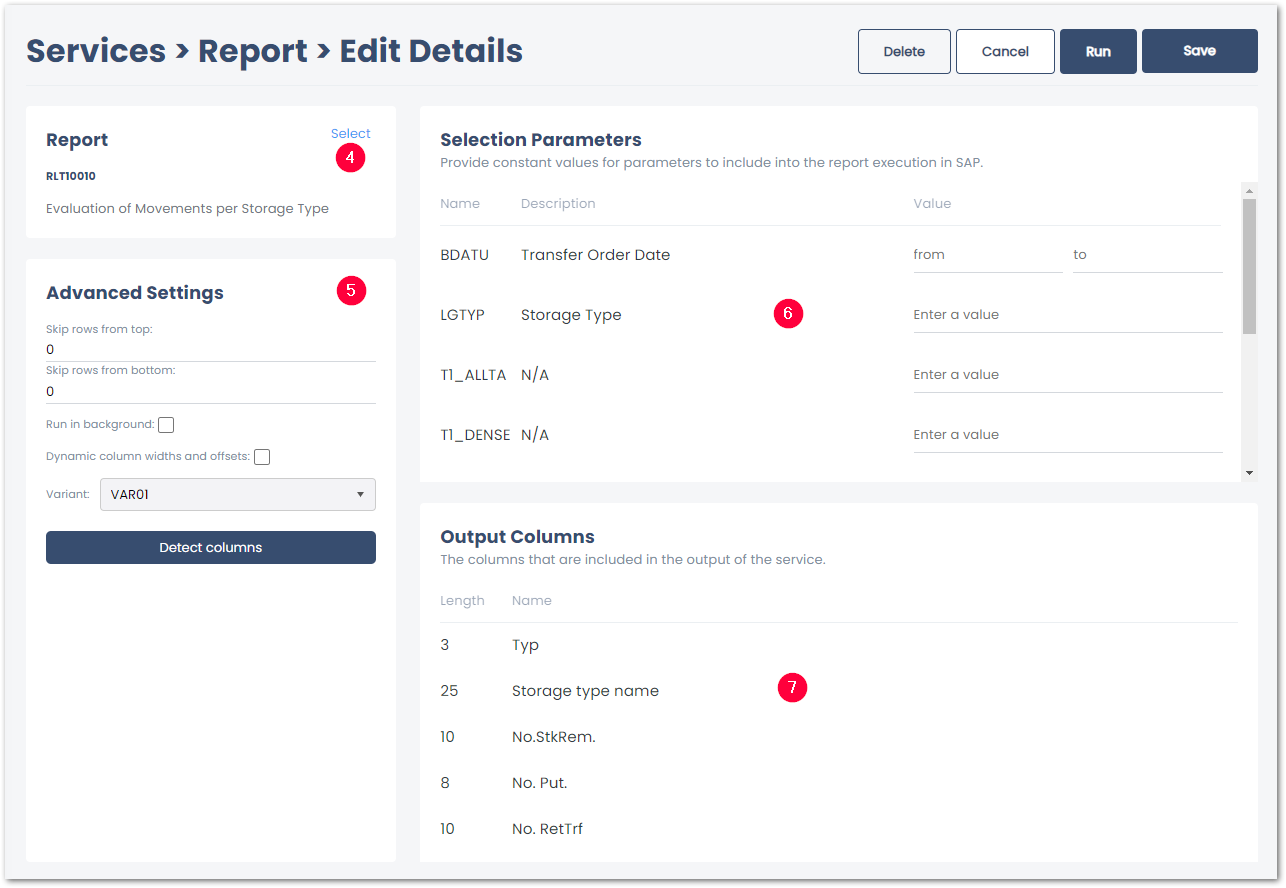 Services > Report > Edit Details
Delete
Cancel
Run
Save
Report
Select
4
RLT10010
Evaluation of Movements per Storage Type
Advanced Settings
5
Skip rows from top:
0
Skip rows from bottom:
0
Run in background:
Dynamic column widths and offsets:
Variant: VAR01
Detect columns
Selection Parameters
Provide constant values for parameters to include into the report execution in SAP.
Name Description Value
BDATU Transfer Order Date from to
LGTYP Storage Type 6 Enter a value
T1_ALLTA N/A Enter a value
T1_DENSE N/A Enter a value
Output Columns
The columns that are included in the output of the service.
Length Name
3 Typ
25 Storage type name 7
10 No.StkRem.
8 No. Put.
10 No. RetTrf